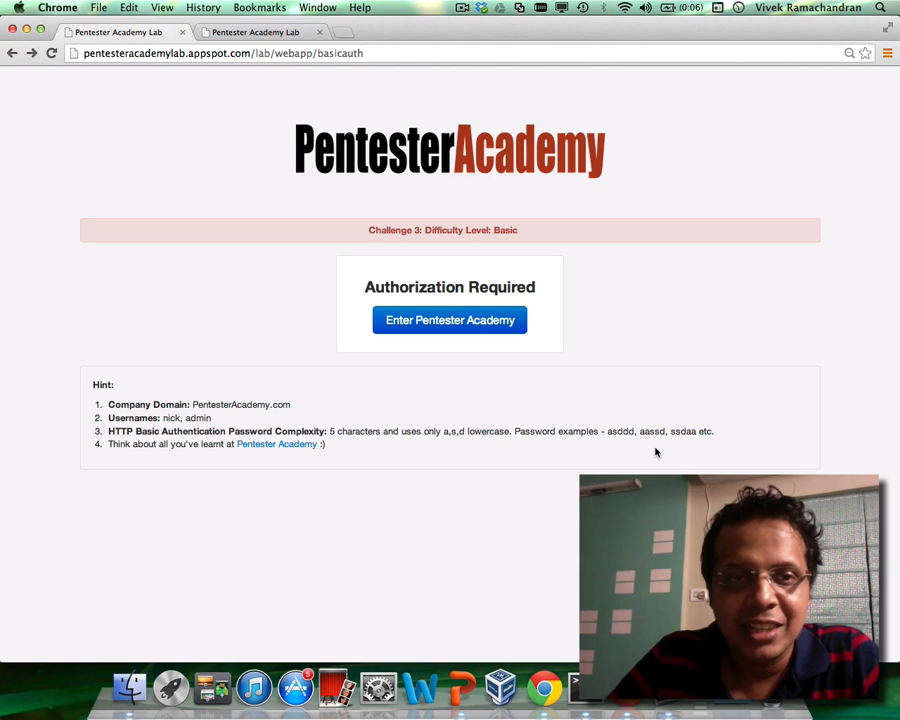 Chrome File Edit View History Bookmarks Window Help (0:06) Vivek Ramachandran
Pentester Academy Lab Pentester Academy Lab
pentesteracademylab.appspot.com/lab/webapp/basicauth
PentesterAcademy
Challenge 3: Difficulty Level: Basic
Authorization Required
Enter Pentester Academy
Hint:
1. Company Domain: PentesterAcademy.com
2. Usernames: nick, admin
3. HTTP Basic Authentication Password Complexity: 5 characters and uses only a,s,d lowercase. Password examples - asddd, aassd, ssdaa etc.
4. Think about all you've learnt at Pentester Academy :)